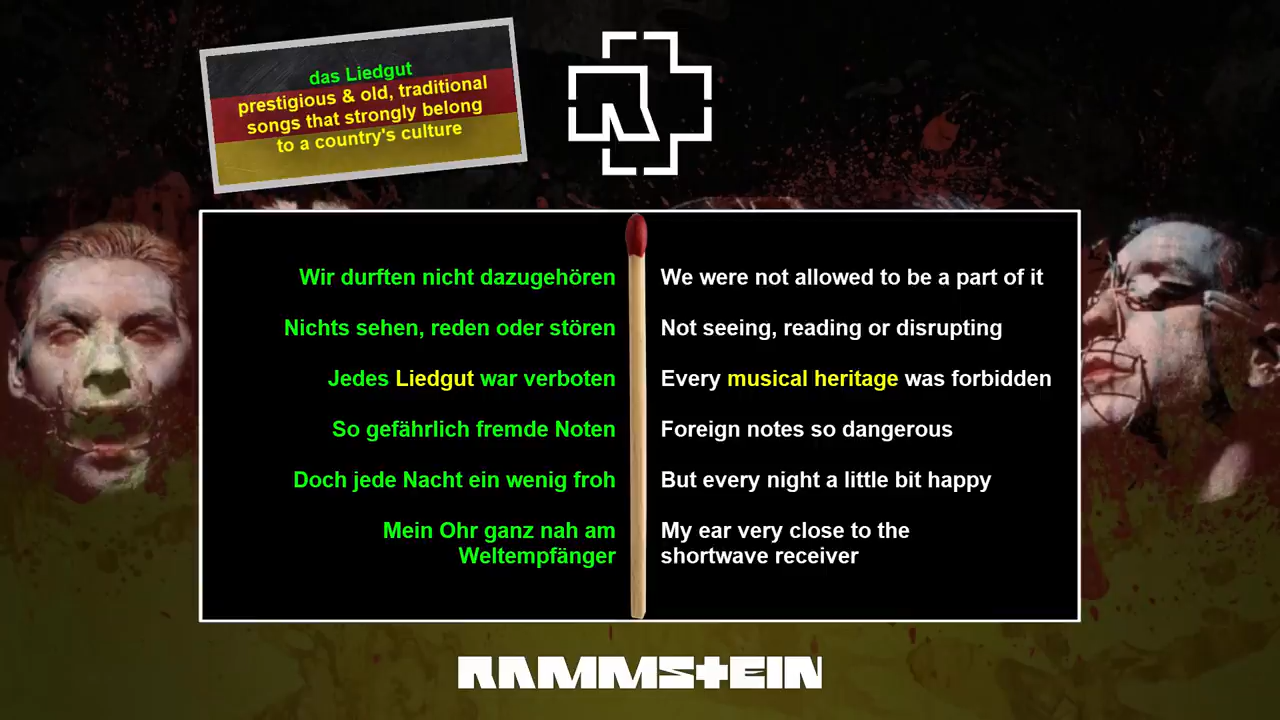 das Liedgut
prestigious & old, traditional
songs that strongly belong
to a country's culture
Wir durften nicht dazugehören
We were not allowed to be a part of it
Nichts sehen, reden oder stören
Not seeing, reading or disrupting
Jedes Liedgut war verboten
Every musical heritage was forbidden
So gefährlich fremde Noten
Foreign notes so dangerous
Doch jede Nacht ein wenig froh
But every night a little bit happy
Mein Ohr ganz nah am
Weltempfänger
My ear very close to the
shortwave receiver
RAMMSTEIN